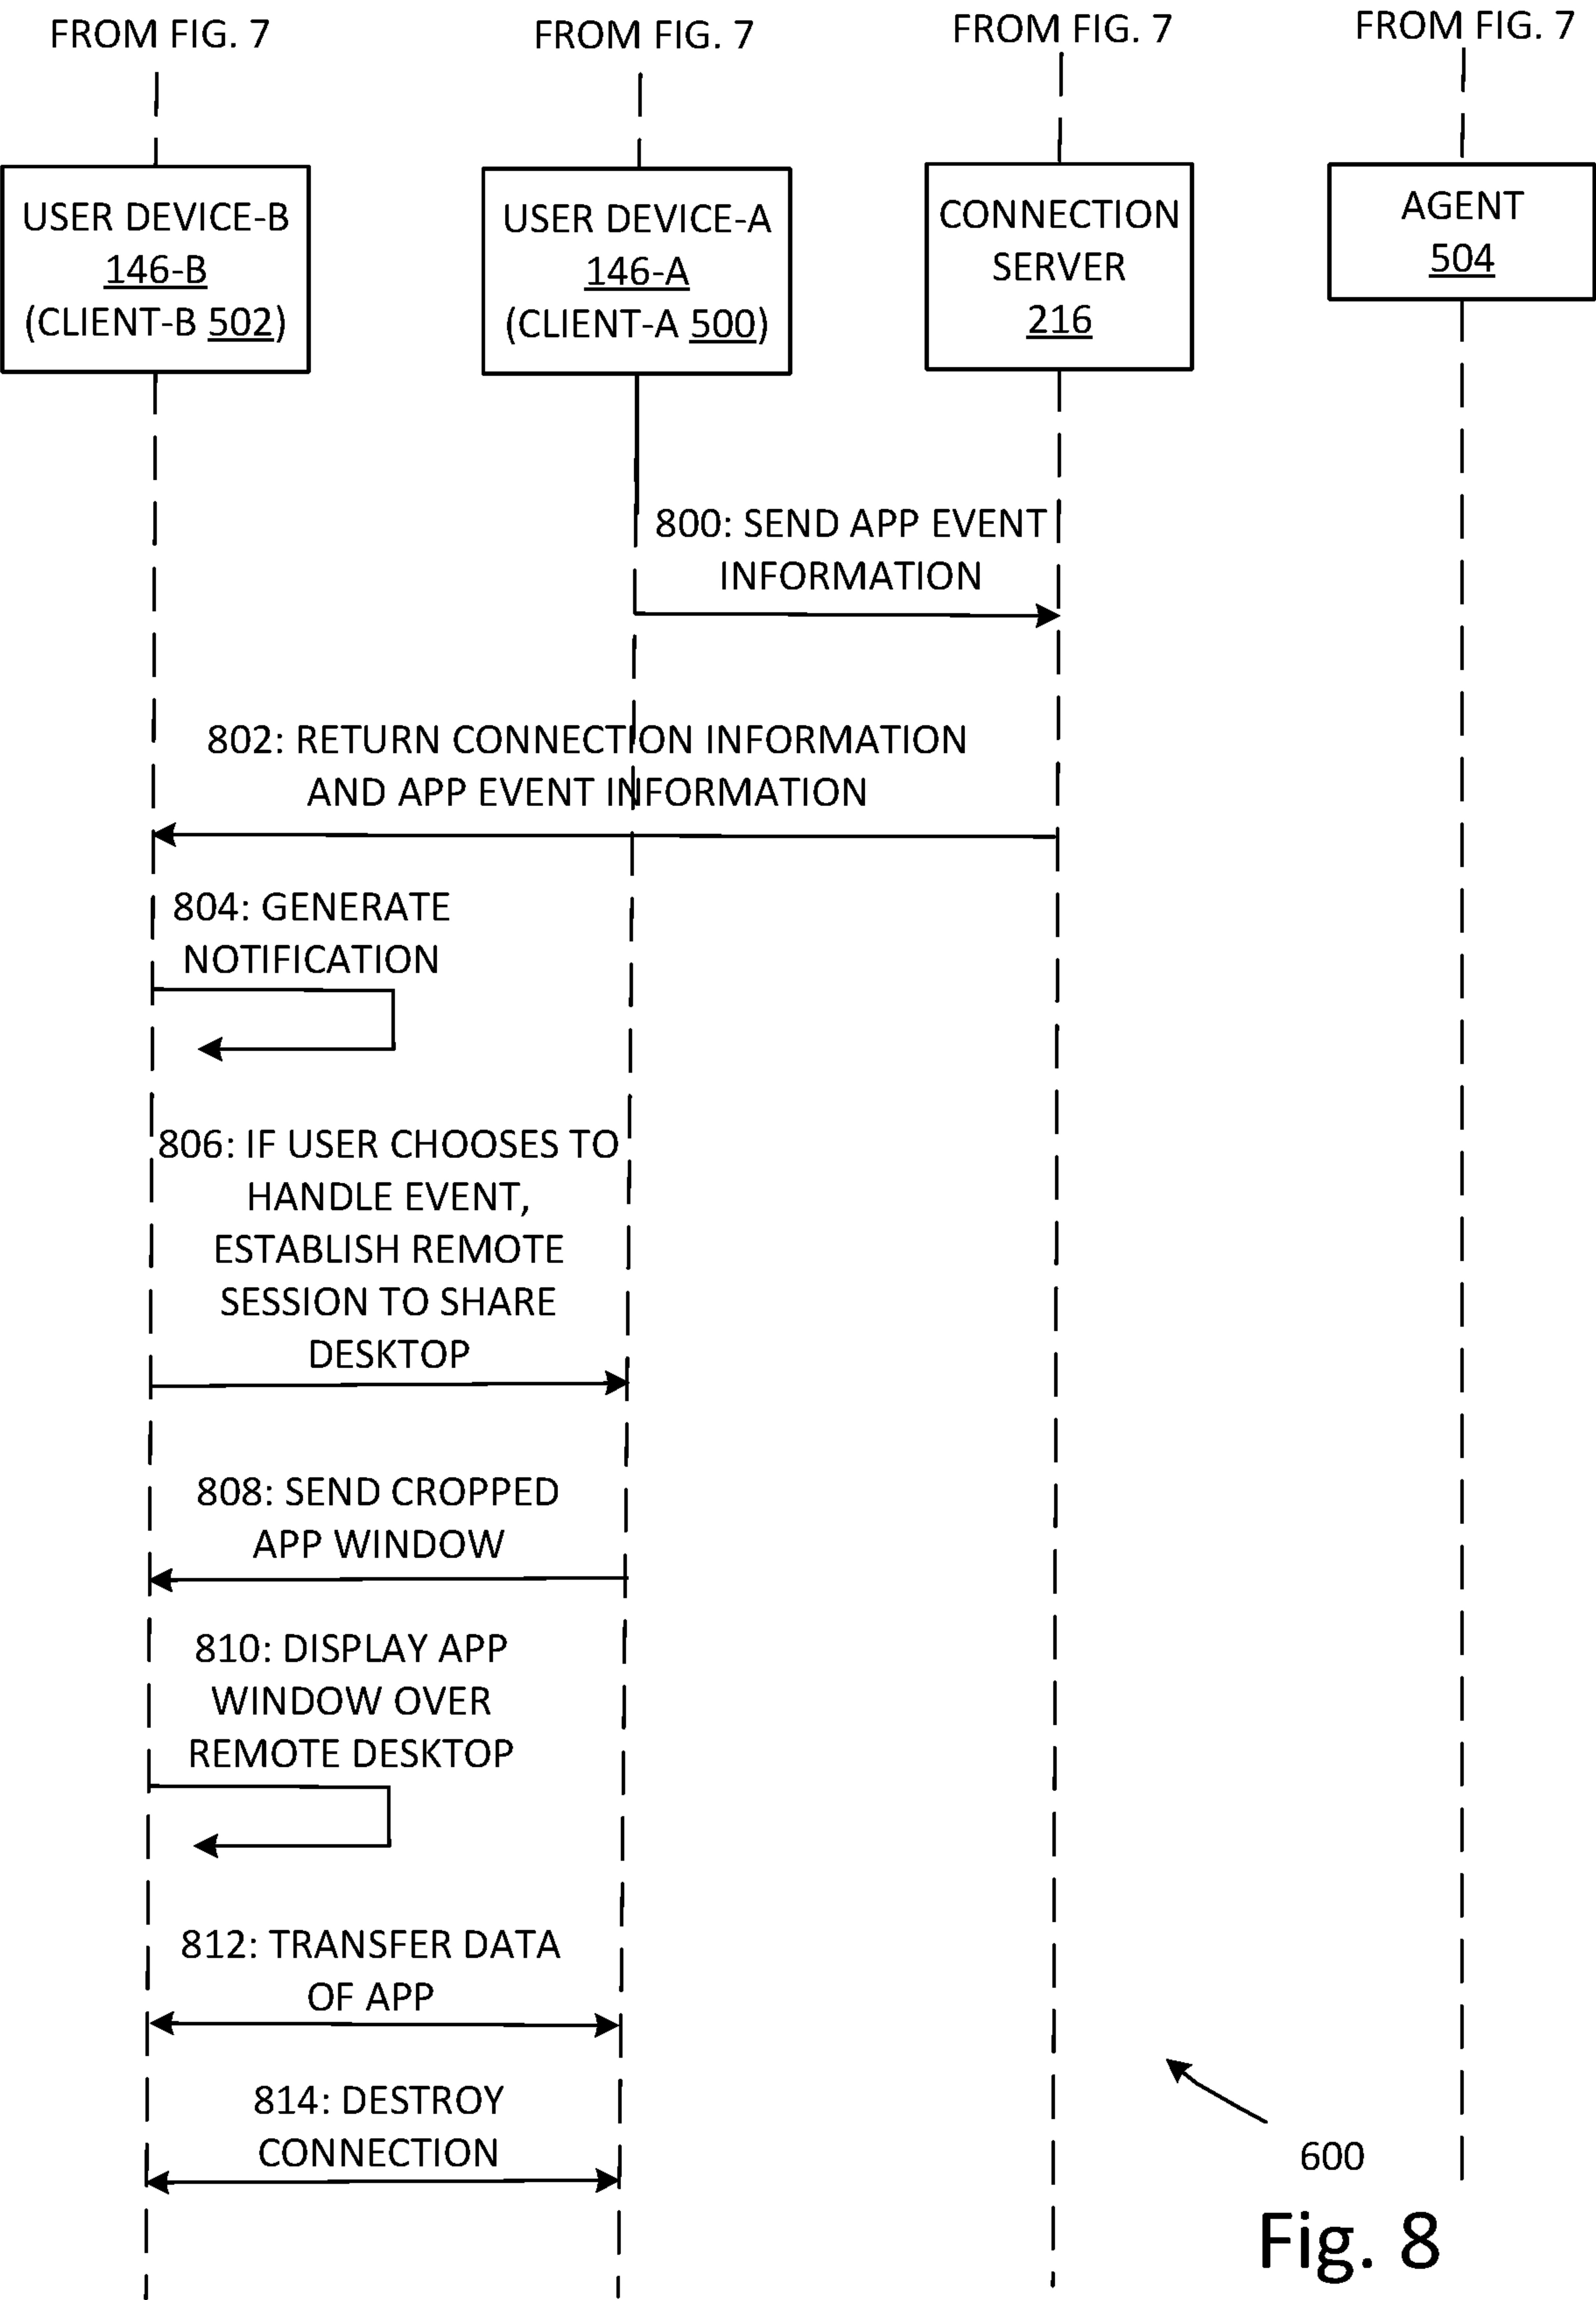 FROM FIG. 7
FROM FIG. 7
FROM FIG. 7
FROM FIG. 7
USER DEVICE-B
146-B
(CLIENT-B 502)
USER DEVICE-A
146-A
(CLIENT-A 500)
CONNECTION
SERVER
216
AGENT
504
800: SEND APP EVENT
INFORMATION
802: RETURN CONNECTION INFORMATION
AND APP EVENT INFORMATION
804: GENERATE
NOTIFICATION
806: IF USER CHOOSES TO
HANDLE EVENT,
ESTABLISH REMOTE
SESSION TO SHARE
DESKTOP
808: SEND CROPPED
APP WINDOW
810: DISPLAY APP
WINDOW OVER
REMOTE DESKTOP
812: TRANSFER DATA
OF APP
814: DESTROY
CONNECTION
600
Fig. 8